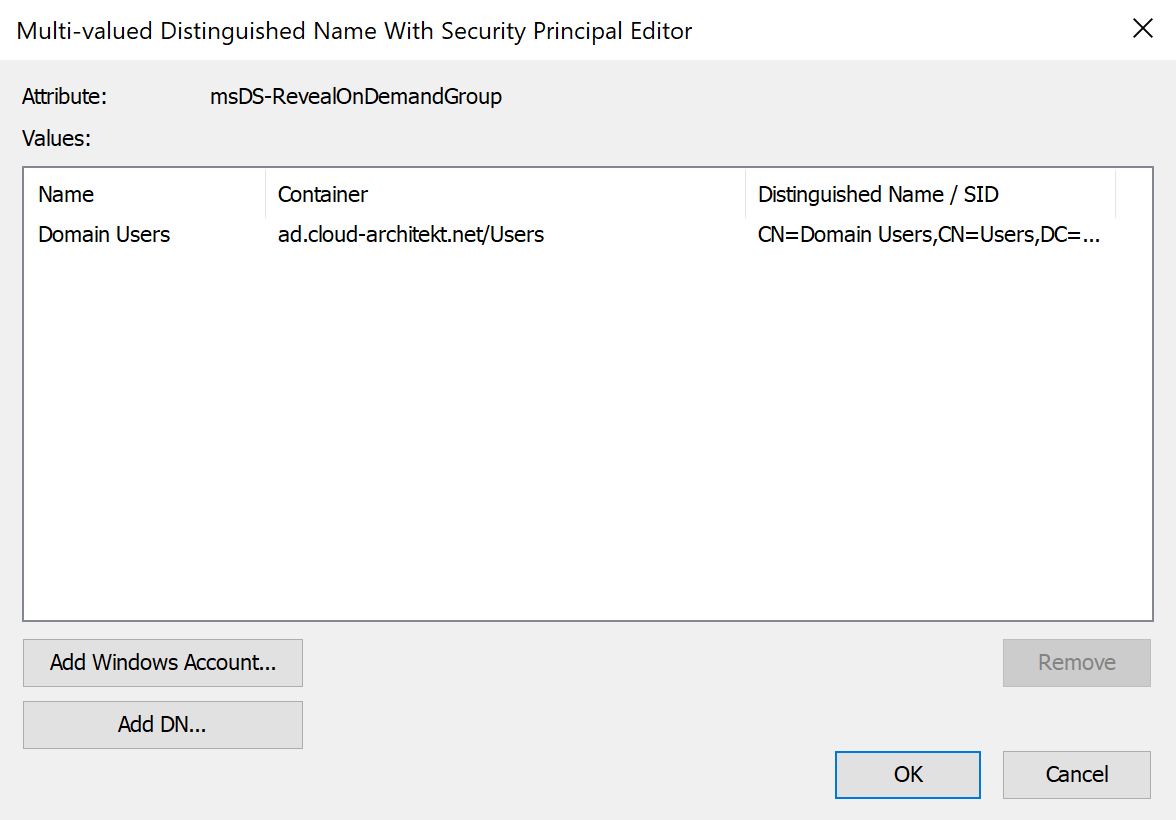 Multi-valued Distinguished Name With Security Principal Editor
Attribute: msDS-RevealOnDemandGroup
Values:
Name Container Distinguished Name / SID
Domain Users ad.cloud-architekt.net/Users CN=Domain Users,CN=Users,DC=...
Add Windows Account... Remove
Add DN...
OK Cancel